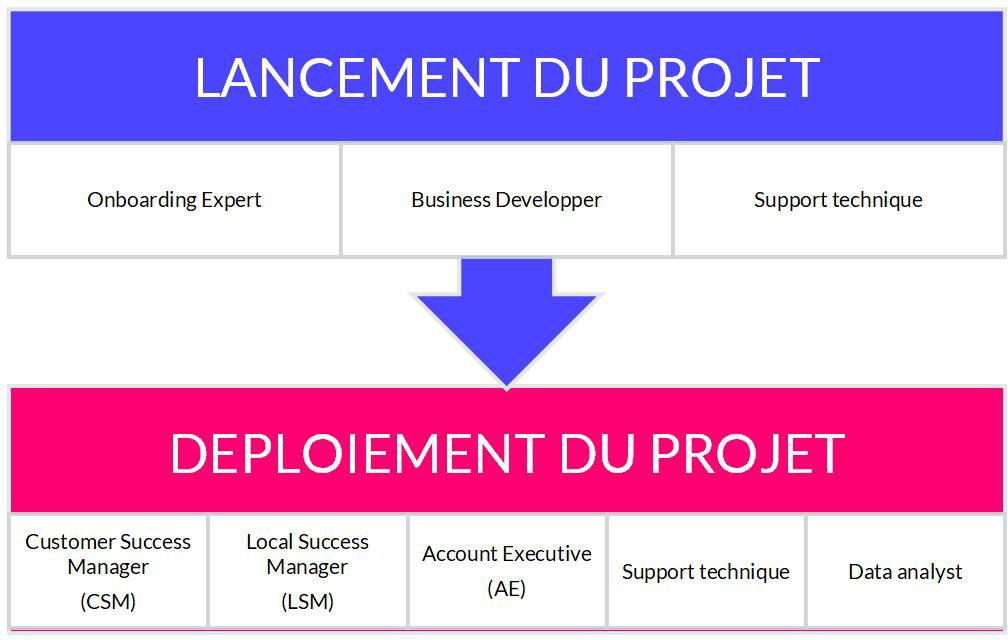 LANCEMENT DU PROJET
Onboarding Expert
Business Developper
Support technique
DEPLOIEMENT DU PROJET
Customer Success
Manager
(CSM)
Local Success
Manager
(LSM)
Account Executive
(AE)
Support technique
Data analyst